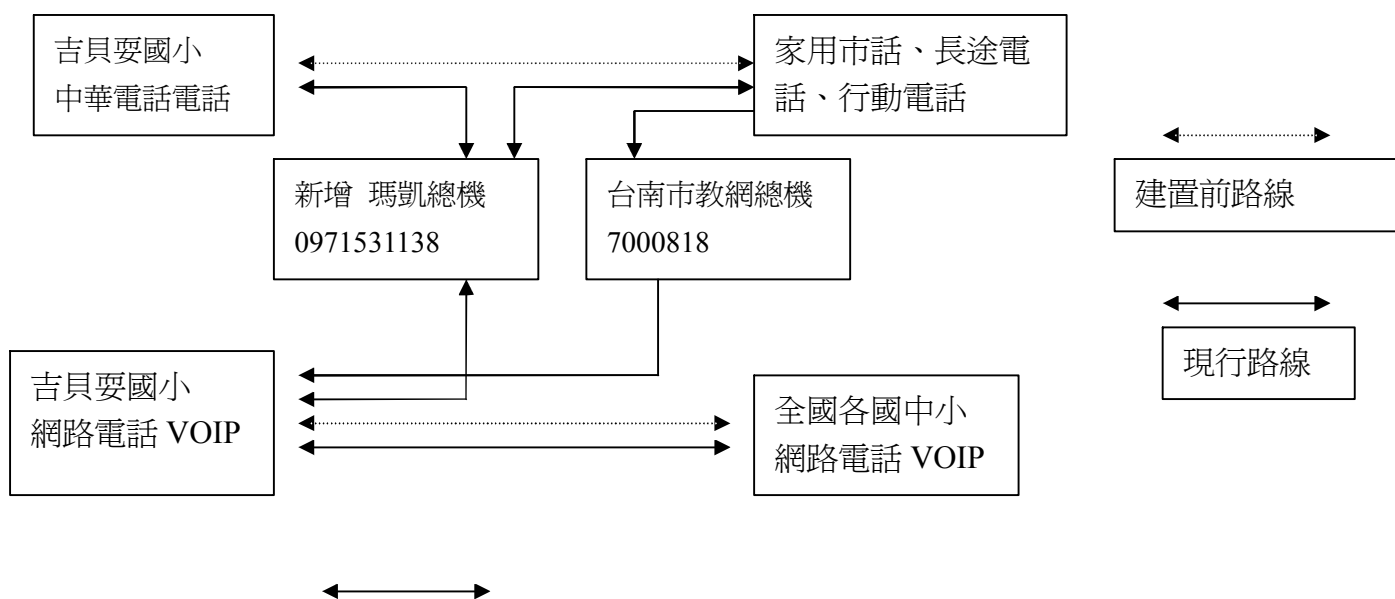 吉貝耍國小
中華電話電話
家用市話、長途電
話、行動電話
新增 瑪凱總機
0971531138
台南市教網總機
7000818
建置前路線
現行路線
吉貝耍國小
網路電話 VOIP
全國各國中小
網路電話 VOIP